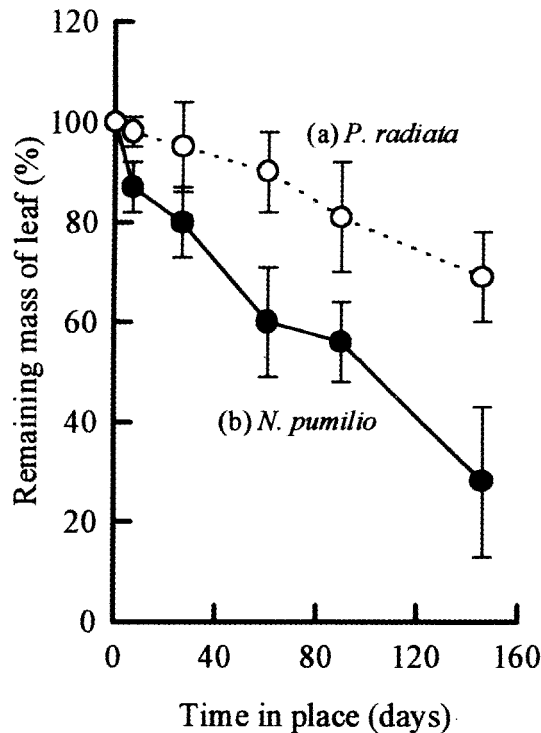 120
100
80
60
40
20
0
Remaining mass of leaf (%)
(a) P. radiata
(b) N. pumilio
0 40 80 120 160
Time in place (days)